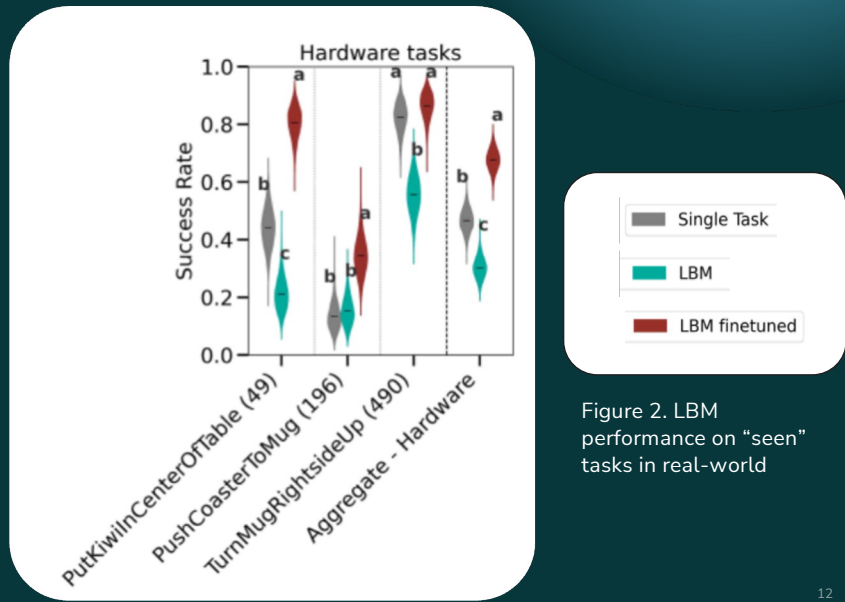 Hardware tasks
1.0
0.8
0.6
0.4
0.2
0.0
Success Rate
a
b
c
b
b
a
a
a
b
b
a
c
PutKiwiInCenterOfTable (49)
PushCoasterToMug (196)
TurnMugRightsideUp (490)
Aggregate - Hardware
Single Task
LBM
LBM finetuned
Figure 2. LBM
performance on “seen”
tasks in real-world
12